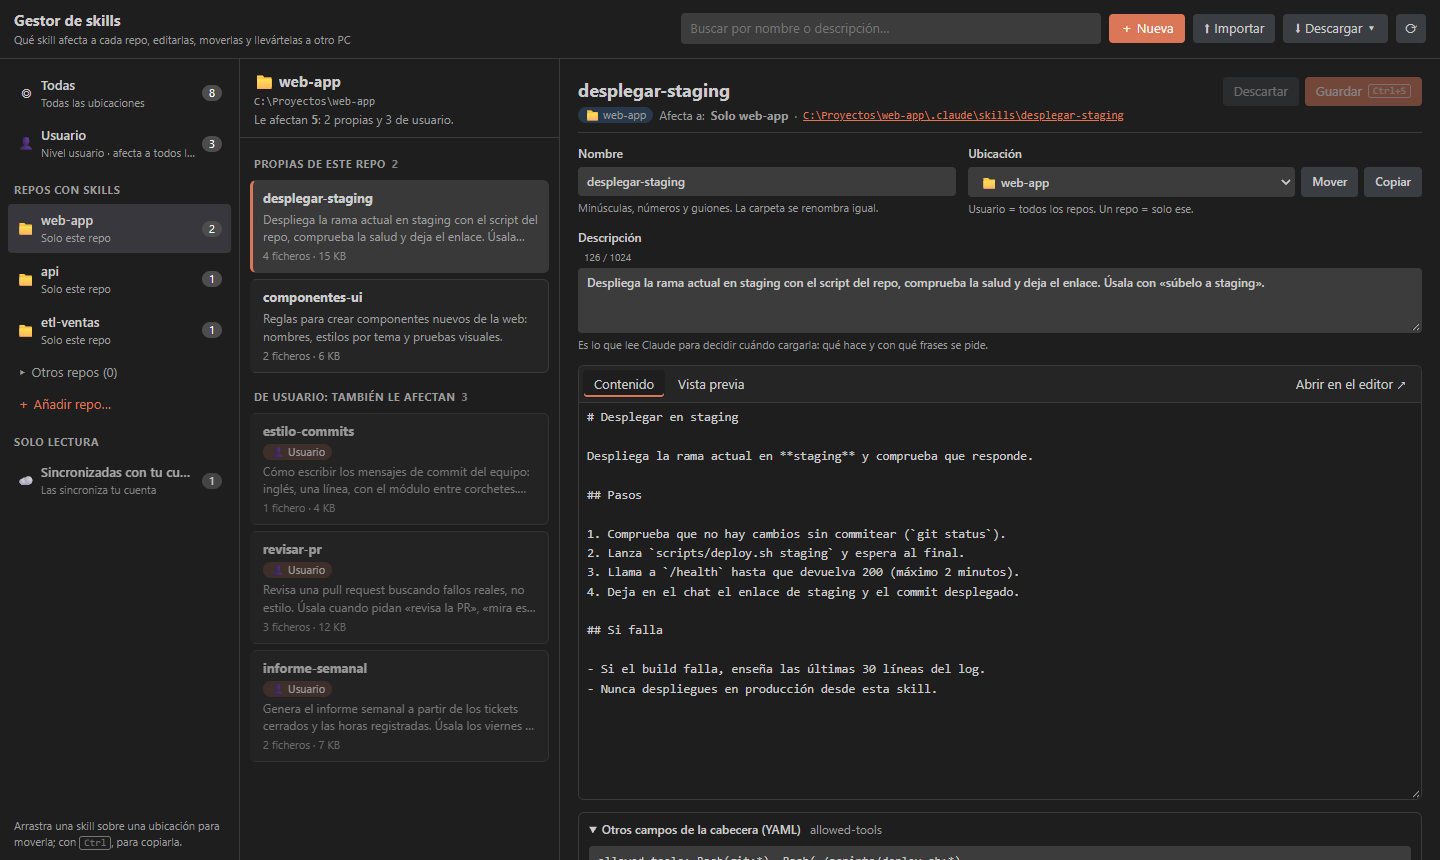 Gestor de skills
Qué skill afecta a cada repo, editarlas, moverlas y llevártelas a otro PC
Buscar por nombre o descripción...
+ Nueva
⬆ Importar
⬇ Descargar ▾
⟳
Todas
Todas las ubicaciones
8
Usuario
Nivel usuario · afecta a todos l...
3
REPOS CON SKILLS
web-app
Solo este repo
2
api
Solo este repo
1
etl-ventas
Solo este repo
1
▸ Otros repos (0)
+ Añadir repo...
SOLO LECTURA
Sincronizadas con tu cu...
Las sincroniza tu cuenta
1
Arrastra una skill sobre una ubicación para
moverla; con Ctrl, para copiarla.
web-app
C:\Proyectos\web-app
Le afectan 5: 2 propias y 3 de usuario.
PROPIAS DE ESTE REPO 2
desplegar-staging
Despliega la rama actual en staging con el script del
repo, comprueba la salud y deja el enlace. Úsala...
4 ficheros · 15 KB
componentes-ui
Reglas para crear componentes nuevos de la web:
nombres, estilos por tema y pruebas visuales.
2 ficheros · 6 KB
DE USUARIO: TAMBIÉN LE AFECTAN 3
estilo-commits
Usuario
Cómo escribir los mensajes de commit del equipo:
inglés, una línea, con el módulo entre corchetes....
1 fichero · 4 KB
revisar-pr
Usuario
Revisa una pull request buscando fallos reales, no
estilo. Úsala cuando pidan «revisa la PR», «mira es...
3 ficheros · 12 KB
informe-semanal
Usuario
Genera el informe semanal a partir de los tickets
cerrados y las horas registradas. Úsala los viernes ...
2 ficheros · 7 KB
desplegar-staging
Descartar
Guardar Ctrl+S
web-app Afecta a: Solo web-app · C:\Proyectos\web-app\.claude\skills\desplegar-staging
Nombre
desplegar-staging
Minúsculas, números y guiones. La carpeta se renombra igual.
Ubicación
web-app
Mover
Copiar
Usuario = todos los repos. Un repo = solo ese.
Descripción
126 / 1024
Despliega la rama actual en staging con el script del repo, comprueba la salud y deja el enlace. Úsala con «súbelo a staging».
Es lo que lee Claude para decidir cuándo cargarla: qué hace y con qué frases se pide.
Contenido
Vista previa
Abrir en el editor ↗
# Desplegar en staging
Despliega la rama actual en **staging** y comprueba que responde.
## Pasos
1. Comprueba que no hay cambios sin commitear (`git status`).
2. Lanza `scripts/deploy.sh staging` y espera al final.
3. Llama a `/health` hasta que devuelva 200 (máximo 2 minutos).
4. Deja en el chat el enlace de staging y el commit desplegado.
## Si falla
- Si el build falla, enseña las últimas 30 líneas del log.
- Nunca despliegues en producción desde esta skill.
▼ Otros campos de la cabecera (YAML) allowed-tools
allowed-tools: Bash(git:*), Bash(./scripts/deploy.sh:*)